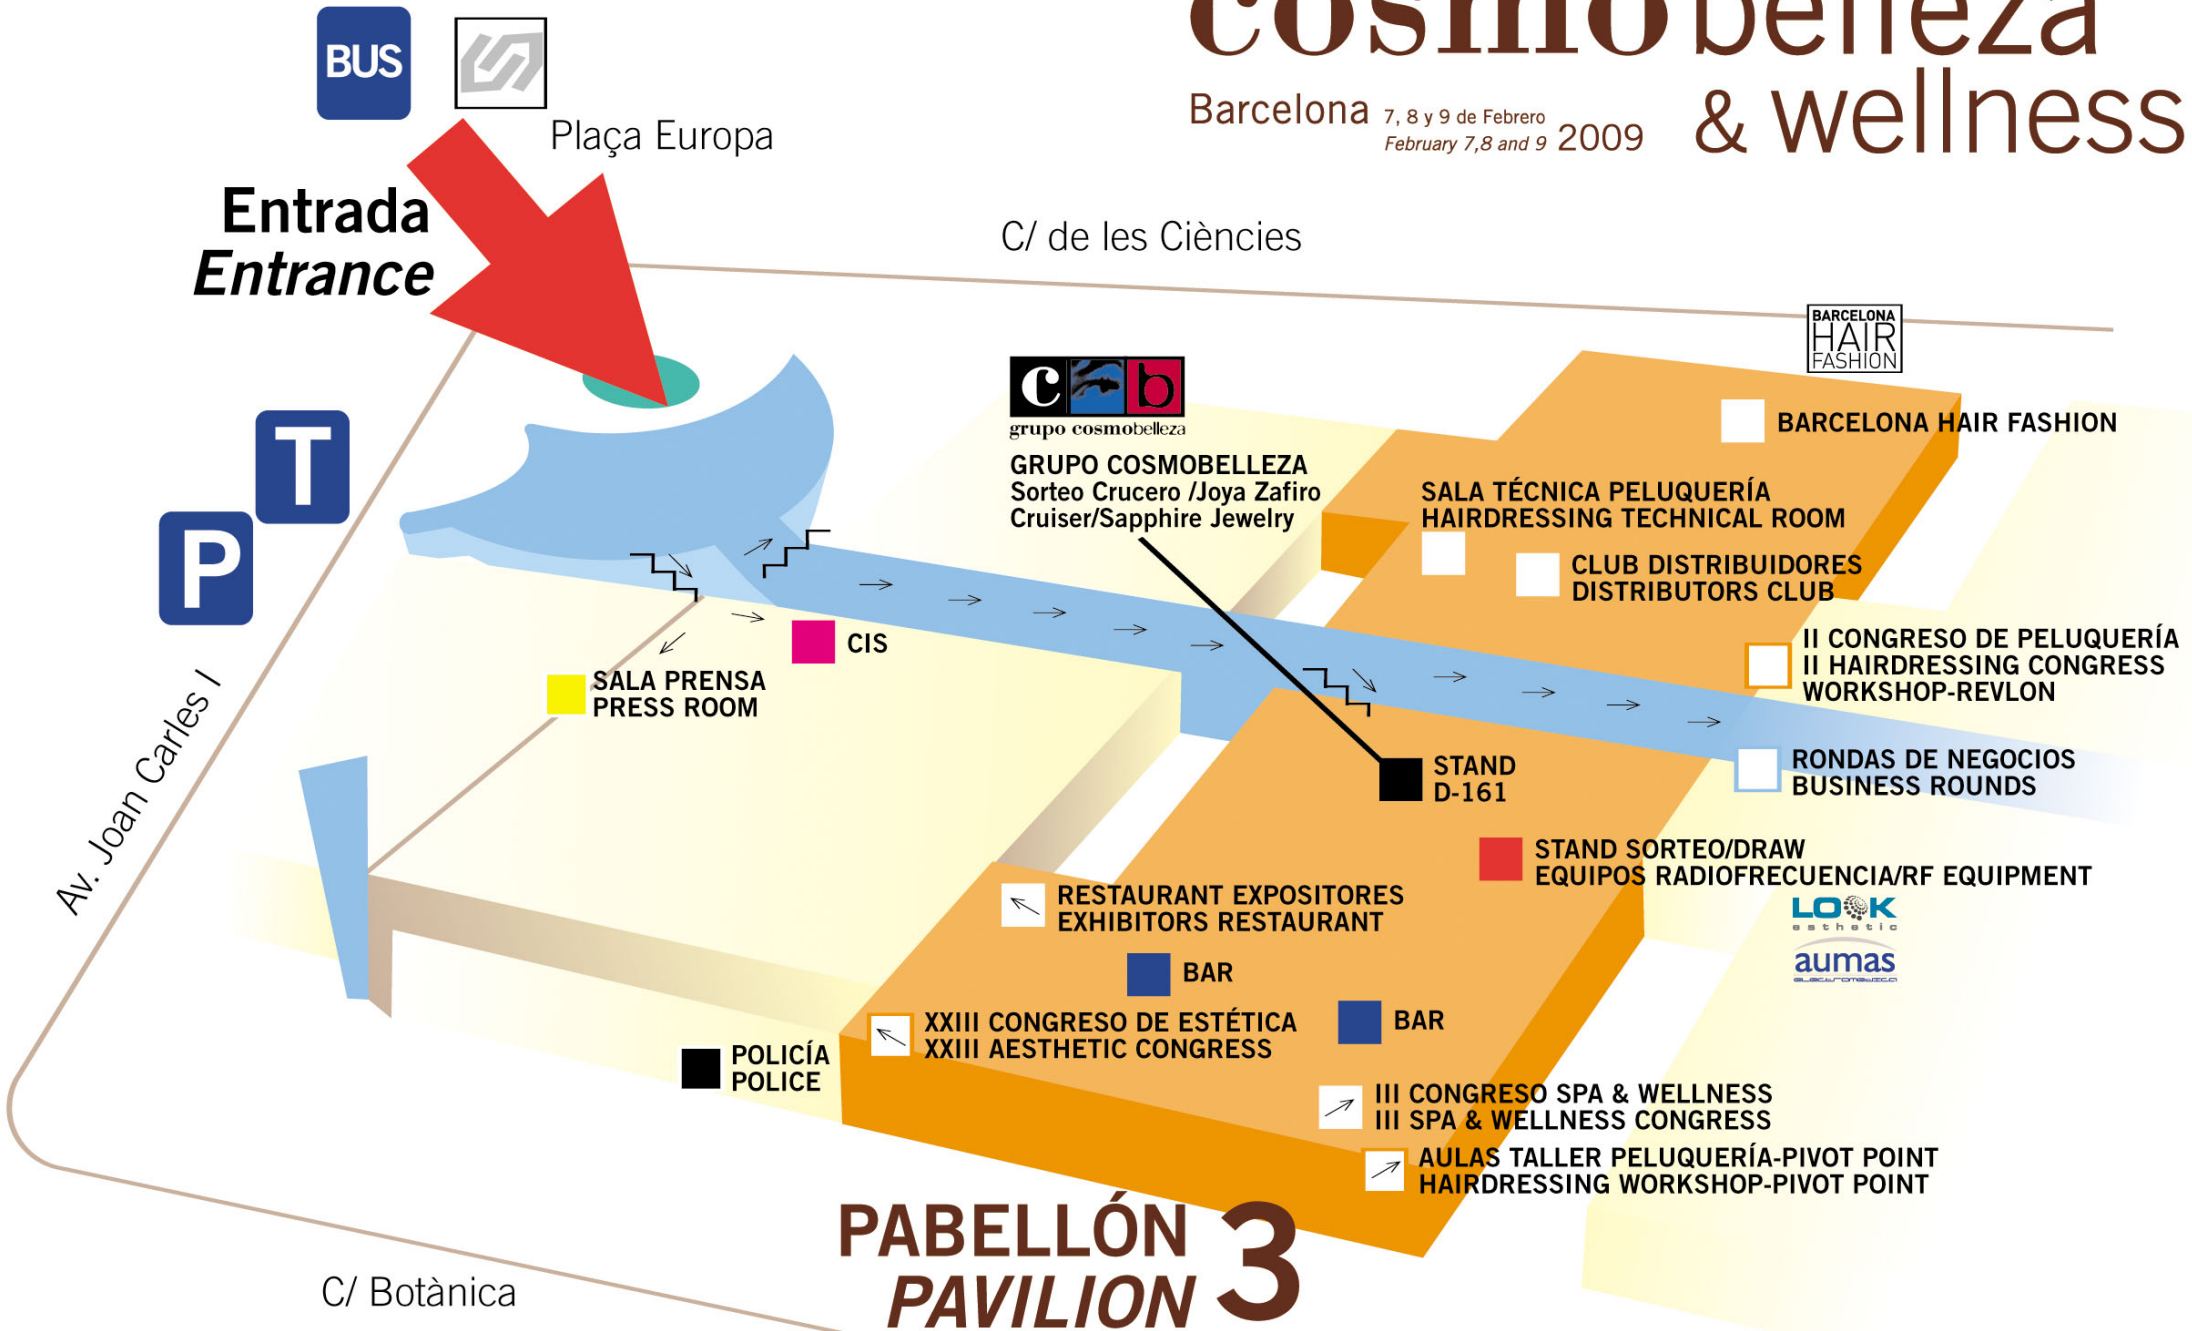 cosmobelleza
& wellness
Barcelona 7, 8 y 9 de Febrero
February 7,8 and 9 2009
BUS
Plaça Europa
Entrada
Entrance
C/ de les Ciències
BARCELONA
HAIR
FASHION
BARCELONA HAIR FASHION
c b
grupo cosmobelleza
GRUPO COSMOBELLEZA
Sorteo Crucero /Joya Zafiro
Cruiser/Sapphire Jewelry
SALA TÉCNICA PELUQUERÍA
HAIRDRESSING TECHNICAL ROOM
CLUB DISTRIBUIDORES
DISTRIBUTORS CLUB
T
P
CIS
SALA PRENSA
PRESS ROOM
II CONGRESO DE PELUQUERÍA
II HAIRDRESSING CONGRESS
WORKSHOP-REVLON
RONDAS DE NEGOCIOS
BUSINESS ROUNDS
STAND
D-161
Av. Joan Carles I
STAND SORTEO/DRAW
EQUIPOS RADIOFRECUENCIA/RF EQUIPMENT
LOOK
esthetic
aumas
electromedica
RESTAURANT EXPOSITORES
EXHIBITORS RESTAURANT
BAR
XXIII CONGRESO DE ESTÉTICA
XXIII AESTHETIC CONGRESS
BAR
POLICÍA
POLICE
III CONGRESO SPA & WELLNESS
III SPA & WELLNESS CONGRESS
AULAS TALLER PELUQUERÍA-PIVOT POINT
HAIRDRESSING WORKSHOP-PIVOT POINT
PABELLÓN 3
PAVILION
C/ Botànica